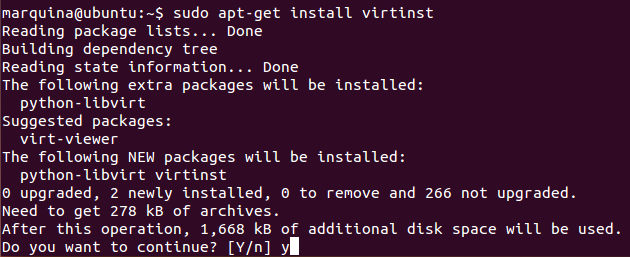 marquina@ubuntu:~$ sudo apt-get install virtinst
Reading package lists... Done
Building dependency tree
Reading state information... Done
The following extra packages will be installed:
  python-libvirt
Suggested packages:
  virt-viewer
The following NEW packages will be installed:
  python-libvirt virtinst
0 upgraded, 2 newly installed, 0 to remove and 266 not upgraded.
Need to get 278 kB of archives.
After this operation, 1,668 kB of additional disk space will be used.
Do you want to continue? [Y/n] y